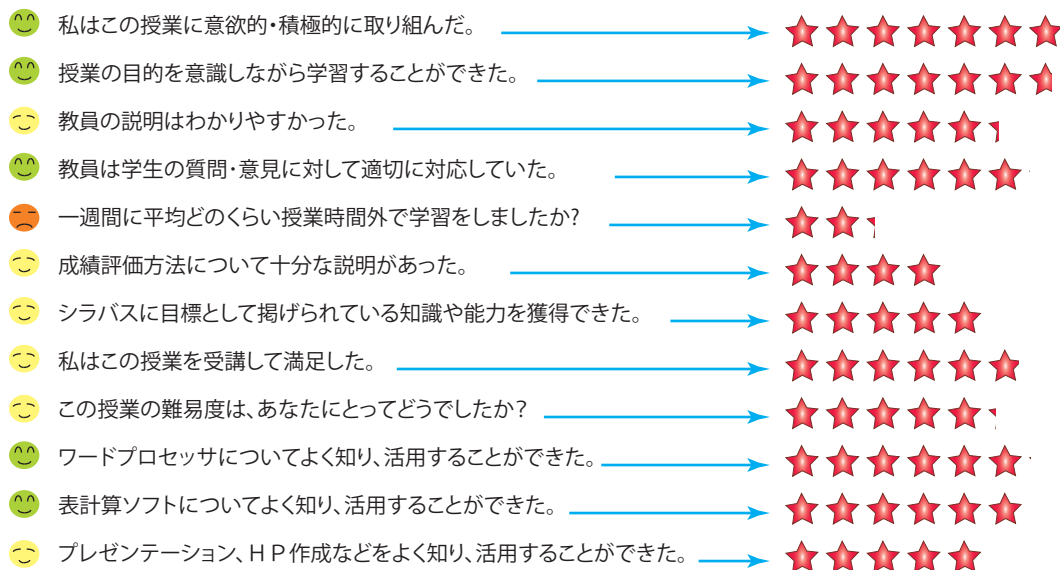 私はこの授業に意欲的・積極的に取り組んだ。
授業の目的を意識しながら学習することができた。
教員の説明はわかりやすかった。
教員は学生の質問・意見に対して適切に対応していた。
一週間に平均どのくらい授業時間外で学習をしましたか?
成績評価方法について十分な説明があった。
シラバスに目標として掲げられている知識や能力を獲得できた。
私はこの授業を受講して満足した。
この授業の難易度は、あなたにとってどうでしたか？
ワードプロセッサについてよく知り、活用することができた。
表計算ソフトについてよく知り、活用することができた。
プレゼンテーション、ＨＰ作成などをよく知り、活用することができた。